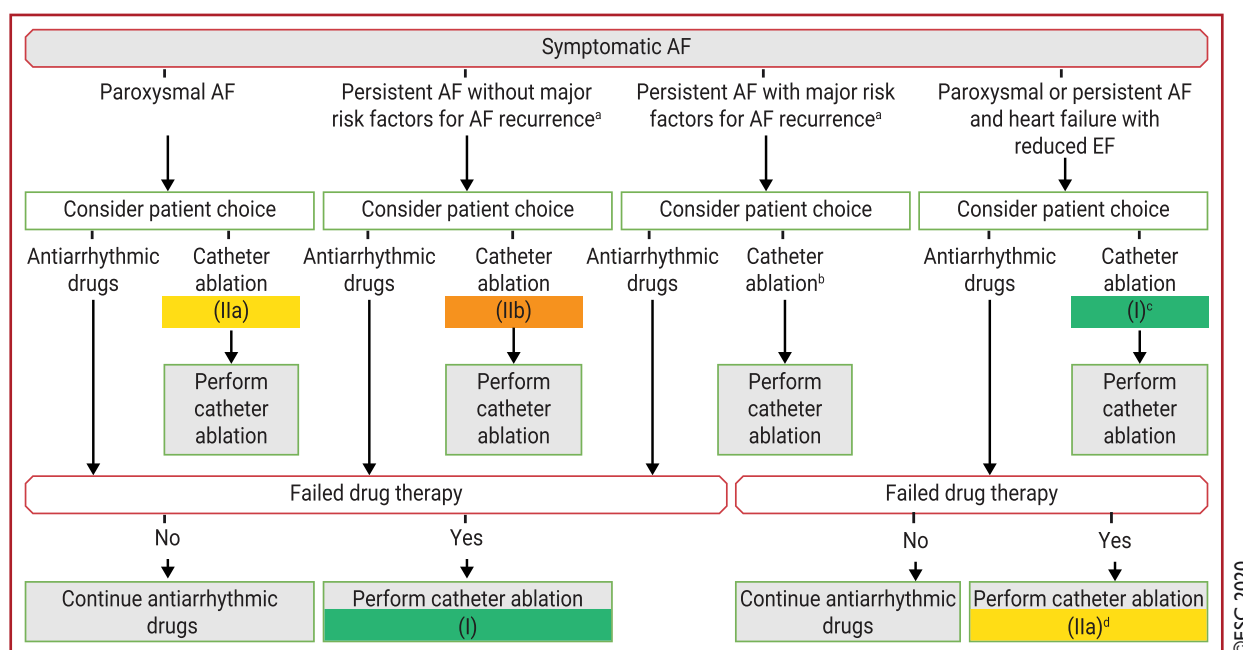 Symptomatic AF
Paroxysmal AF
Persistent AF without major
risk factors for AF recurrenceᵃ
Persistent AF with major risk
factors for AF recurrenceᵃ
Paroxysmal or persistent AF
and heart failure with
reduced EF
Consider patient choice
Consider patient choice
Consider patient choice
Consider patient choice
Antiarrhythmic
drugs
Catheter
ablation
(IIa)
Antiarrhythmic
drugs
Catheter
ablation
(IIb)
Antiarrhythmic
drugs
Catheter
ablationᵇ
Antiarrhythmic
drugs
Catheter
ablation
(I)ᶜ
Perform
catheter
ablation
Perform
catheter
ablation
Perform
catheter
ablation
Perform
catheter
ablation
Failed drug therapy
Failed drug therapy
No
Yes
No
Yes
Continue antiarrhythmic
drugs
Perform catheter ablation
(I)
Continue antiarrhythmic
drugs
Perform catheter ablation
(IIa)ᵈ
©ESC 2020